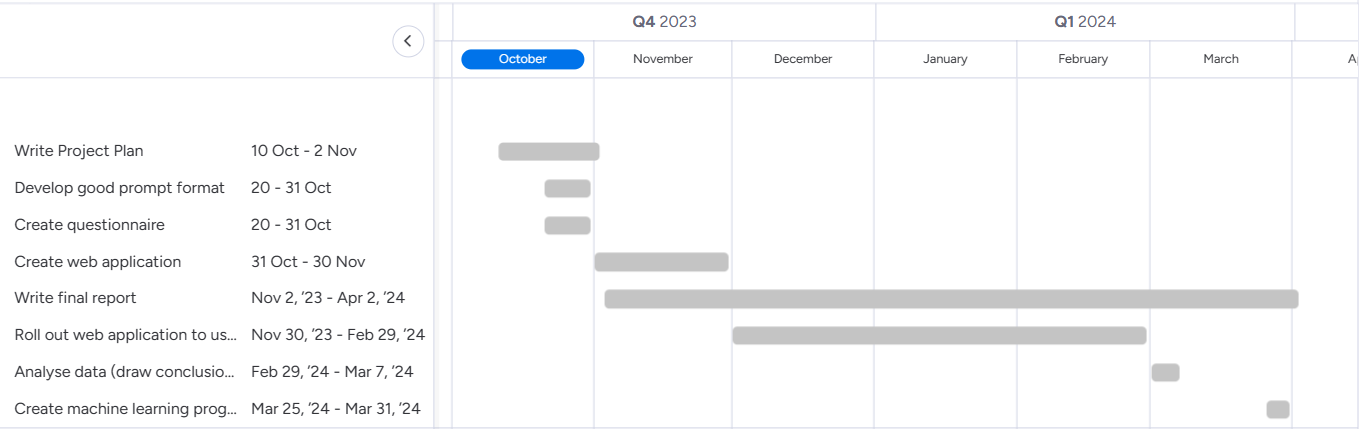 Q4 2023 Q1 2024
October November December January February March A
Write Project Plan 10 Oct - 2 Nov
Develop good prompt format 20 - 31 Oct
Create questionnaire 20 - 31 Oct
Create web application 31 Oct - 30 Nov
Write final report Nov 2, '23 - Apr 2, '24
Roll out web application to us... Nov 30, '23 - Feb 29, '24
Analyse data (draw conclusio... Feb 29, '24 - Mar 7, '24
Create machine learning prog... Mar 25, '24 - Mar 31, '24